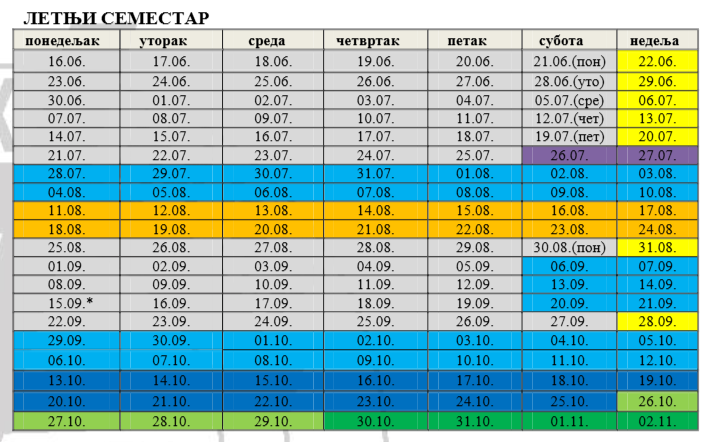 ЛЕТЊИ СЕМЕСТАР
понедељак уторак среда четвртак петак субота недеља
16.06. 17.06. 18.06. 19.06. 20.06. 21.06.(пон) 22.06.
23.06. 24.06. 25.06. 26.06. 27.06. 28.06.(уто) 29.06.
30.06. 01.07. 02.07. 03.07. 04.07. 05.07.(сре) 06.07.
07.07. 08.07. 09.07. 10.07. 11.07. 12.07.(чет) 13.07.
14.07. 15.07. 16.07. 17.07. 18.07. 19.07.(пет) 20.07.
21.07. 22.07. 23.07. 24.07. 25.07. 26.07. 27.07.
28.07. 29.07. 30.07. 31.07. 01.08. 02.08. 03.08.
04.08. 05.08. 06.08. 07.08. 08.08. 09.08. 10.08.
11.08. 12.08. 13.08. 14.08. 15.08. 16.08. 17.08.
18.08. 19.08. 20.08. 21.08. 22.08. 23.08. 24.08.
25.08. 26.08. 27.08. 28.08. 29.08. 30.08.(пон) 31.08.
01.09. 02.09. 03.09. 04.09. 05.09. 06.09. 07.09.
08.09. 09.09. 10.09. 11.09. 12.09. 13.09. 14.09.
15.09.* 16.09. 17.09. 18.09. 19.09. 20.09. 21.09.
22.09. 23.09. 24.09. 25.09. 26.09. 27.09. 28.09.
29.09. 30.09. 01.10. 02.10. 03.10. 04.10. 05.10.
06.10. 07.10. 08.10. 09.10. 10.10. 11.10. 12.10.
13.10. 14.10. 15.10. 16.10. 17.10. 18.10. 19.10.
20.10. 21.10. 22.10. 23.10. 24.10. 25.10. 26.10.
27.10. 28.10. 29.10. 30.10. 31.10. 01.11. 02.11.